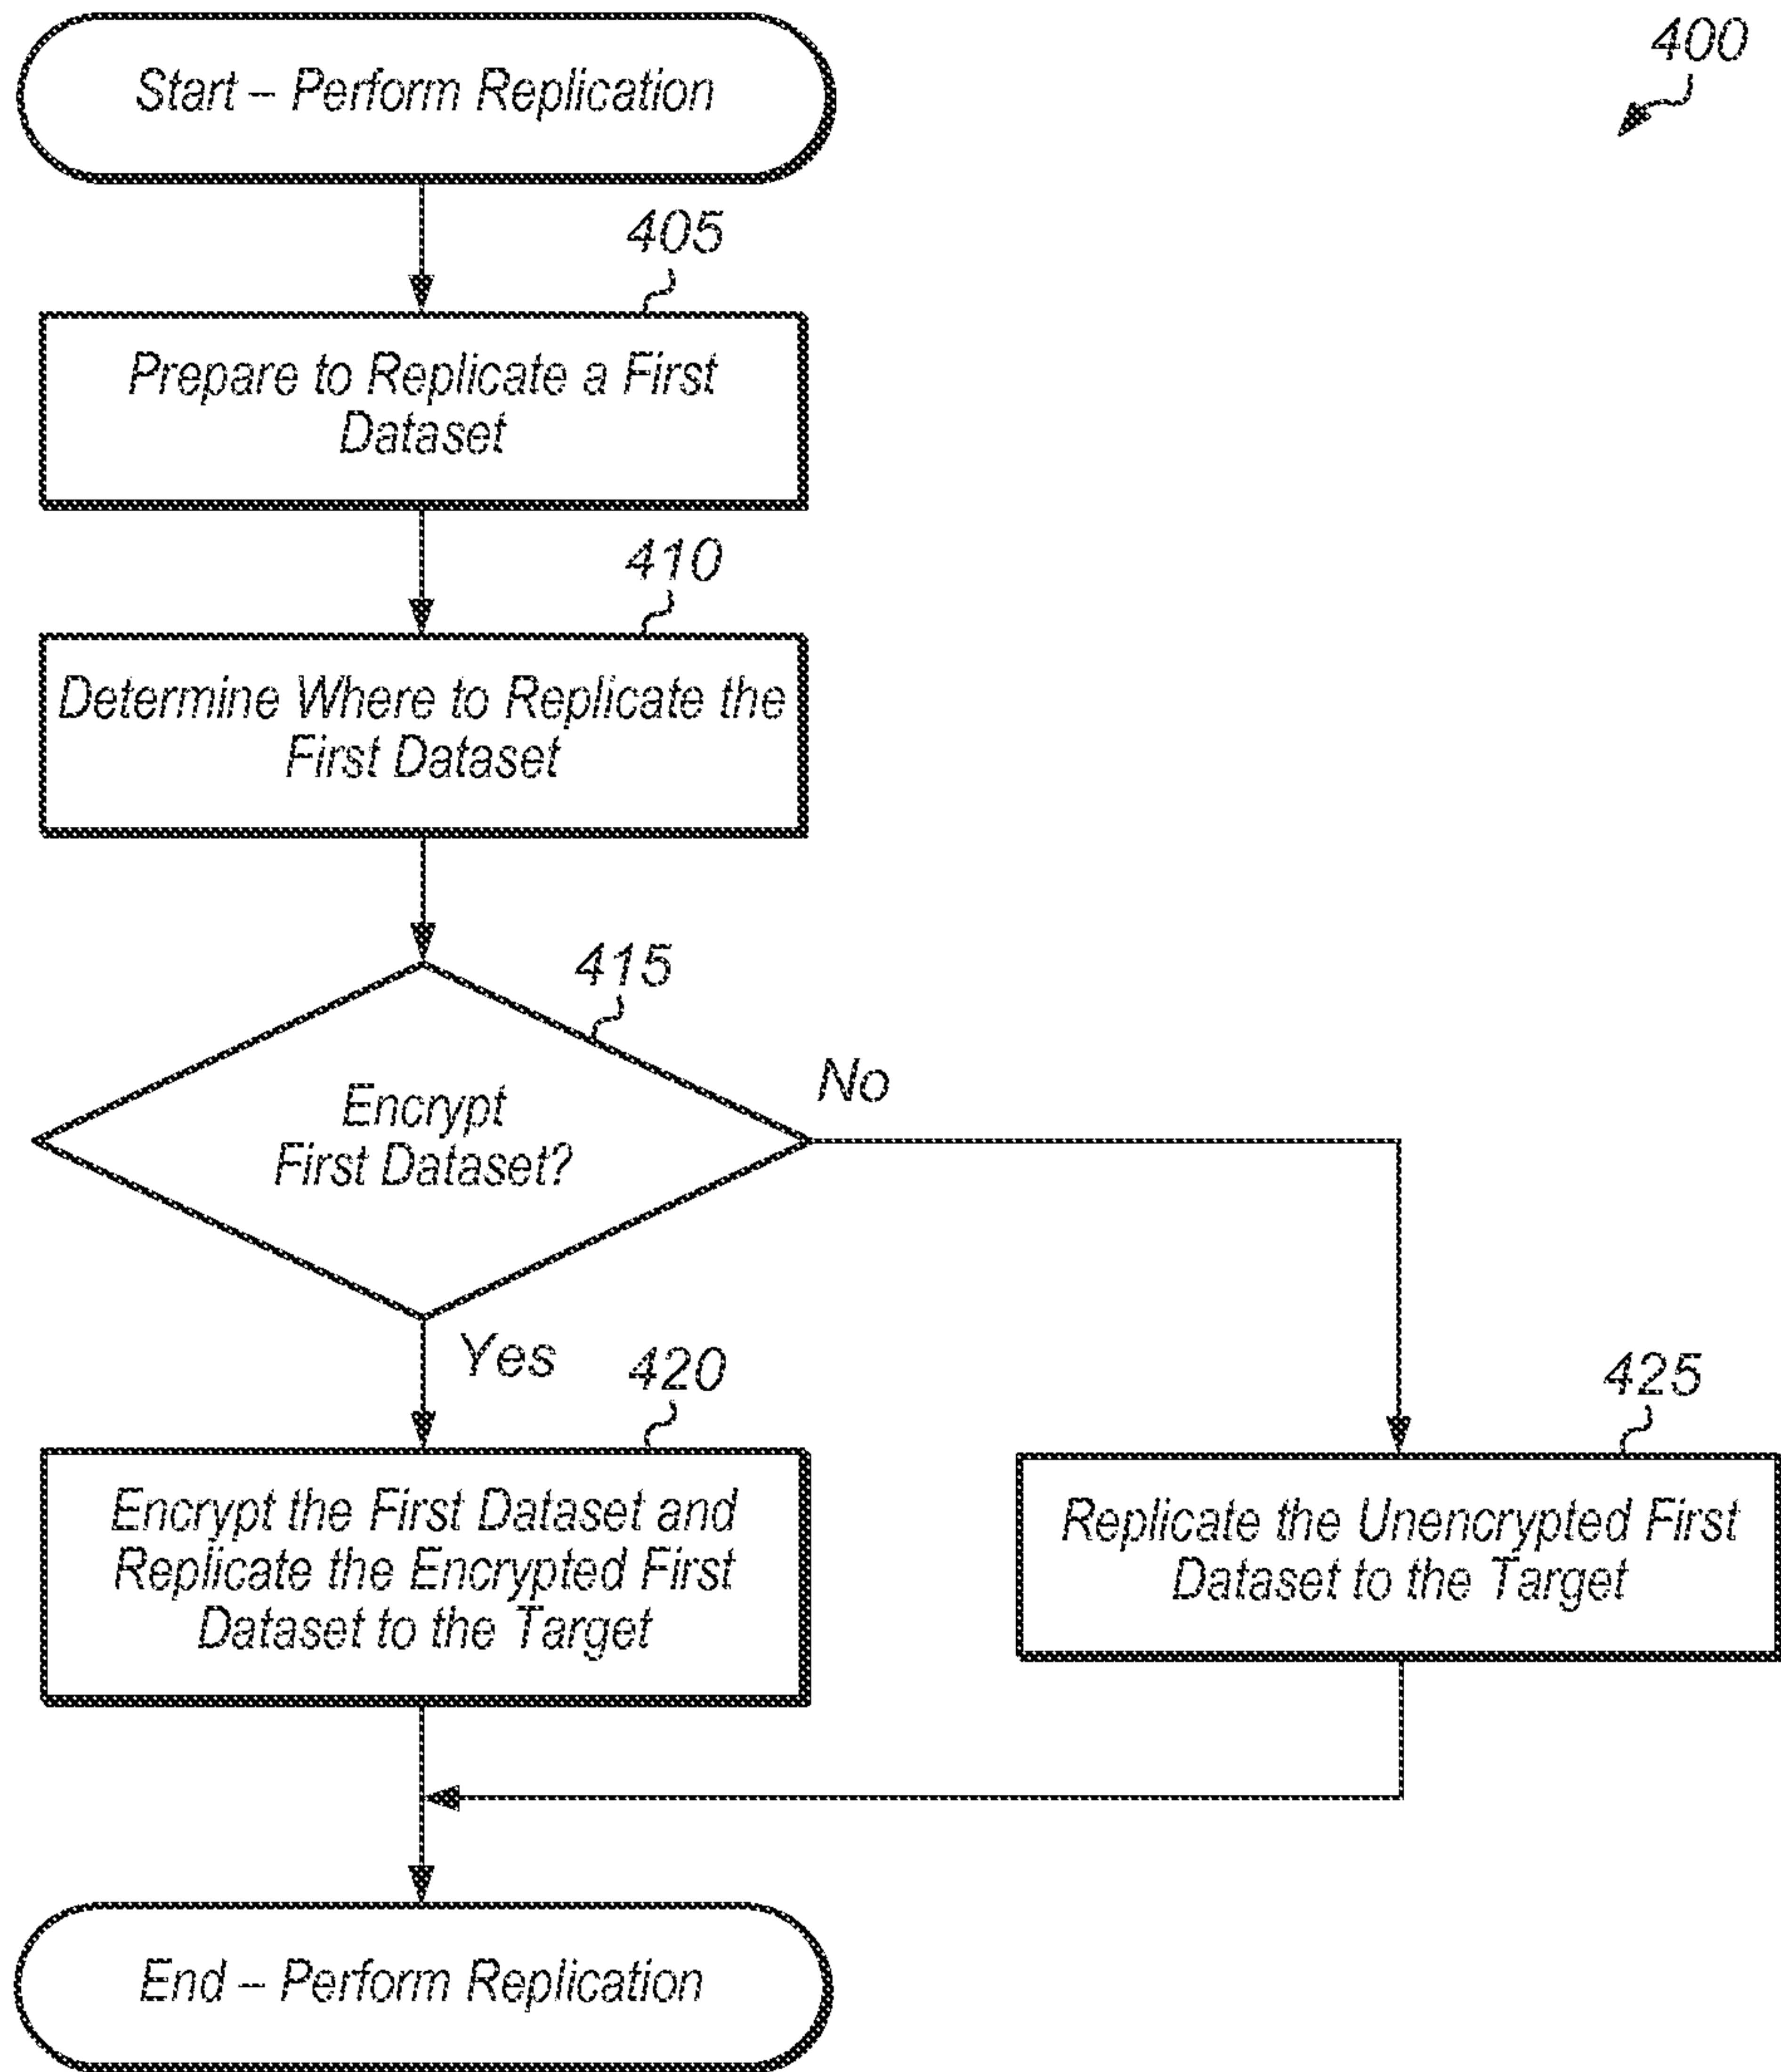 400
Start – Perform Replication
405
Prepare to Replicate a First
Dataset
410
Determine Where to Replicate the
First Dataset
415
Encrypt
First Dataset?
No
Yes
420
Encrypt the First Dataset and
Replicate the Encrypted First
Dataset to the Target
425
Replicate the Unencrypted First
Dataset to the Target
End – Perform Replication